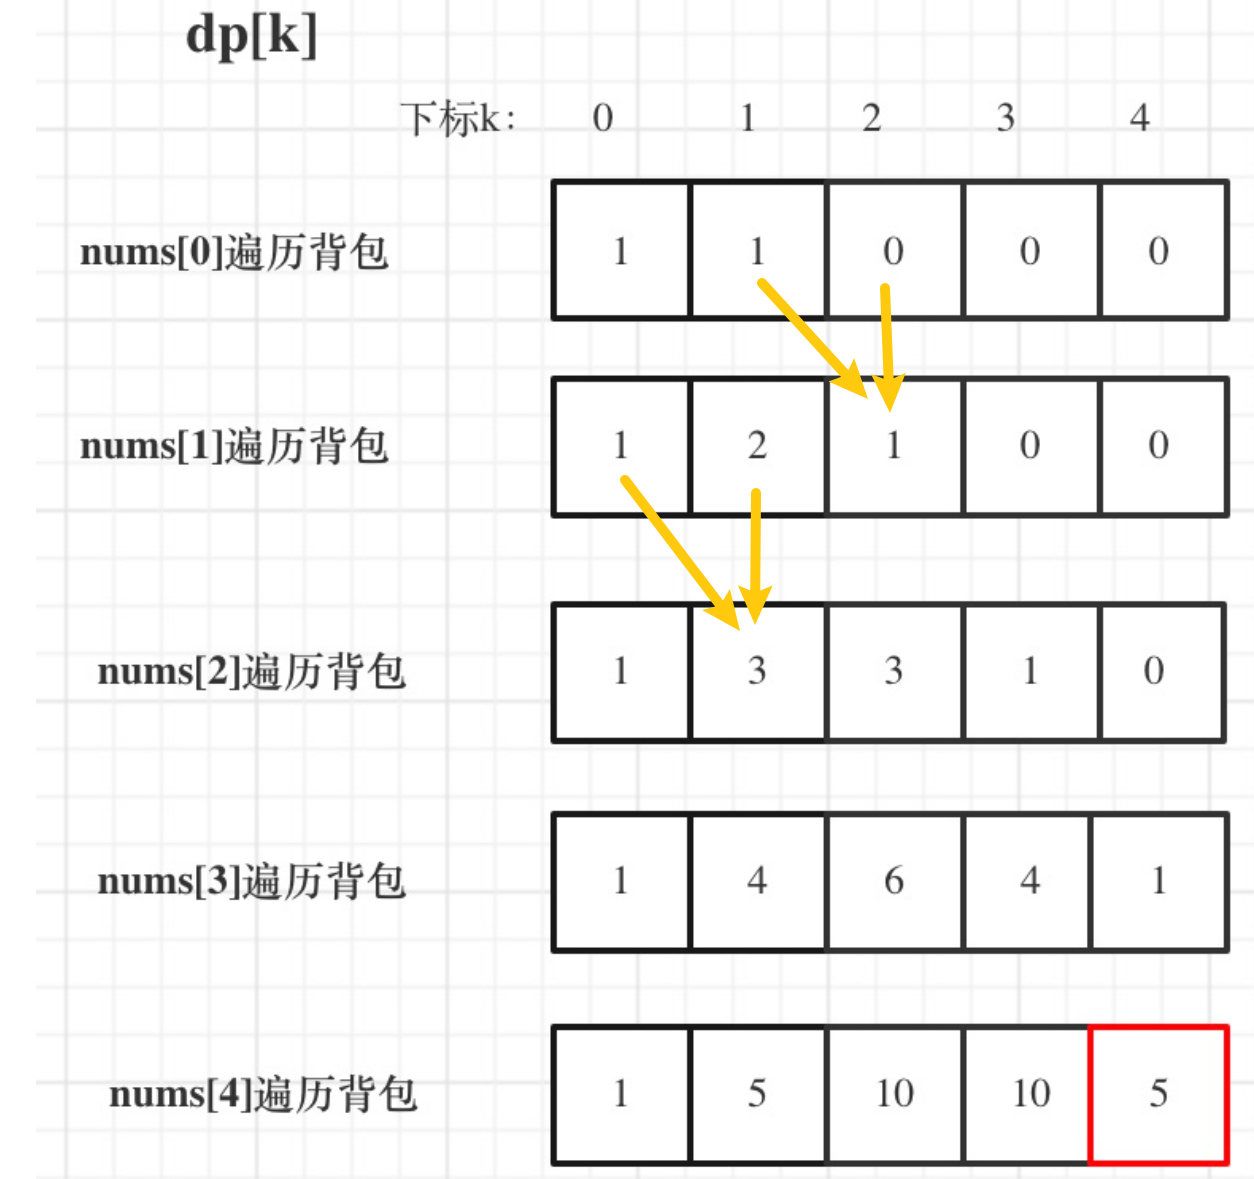 dp[k]
下标k: 0 1 2 3 4
nums[0]遍历背包 1 1 0 0 0
nums[1]遍历背包 1 2 1 0 0
nums[2]遍历背包 1 3 3 1 0
nums[3]遍历背包 1 4 6 4 1
nums[4]遍历背包 1 5 10 10 5